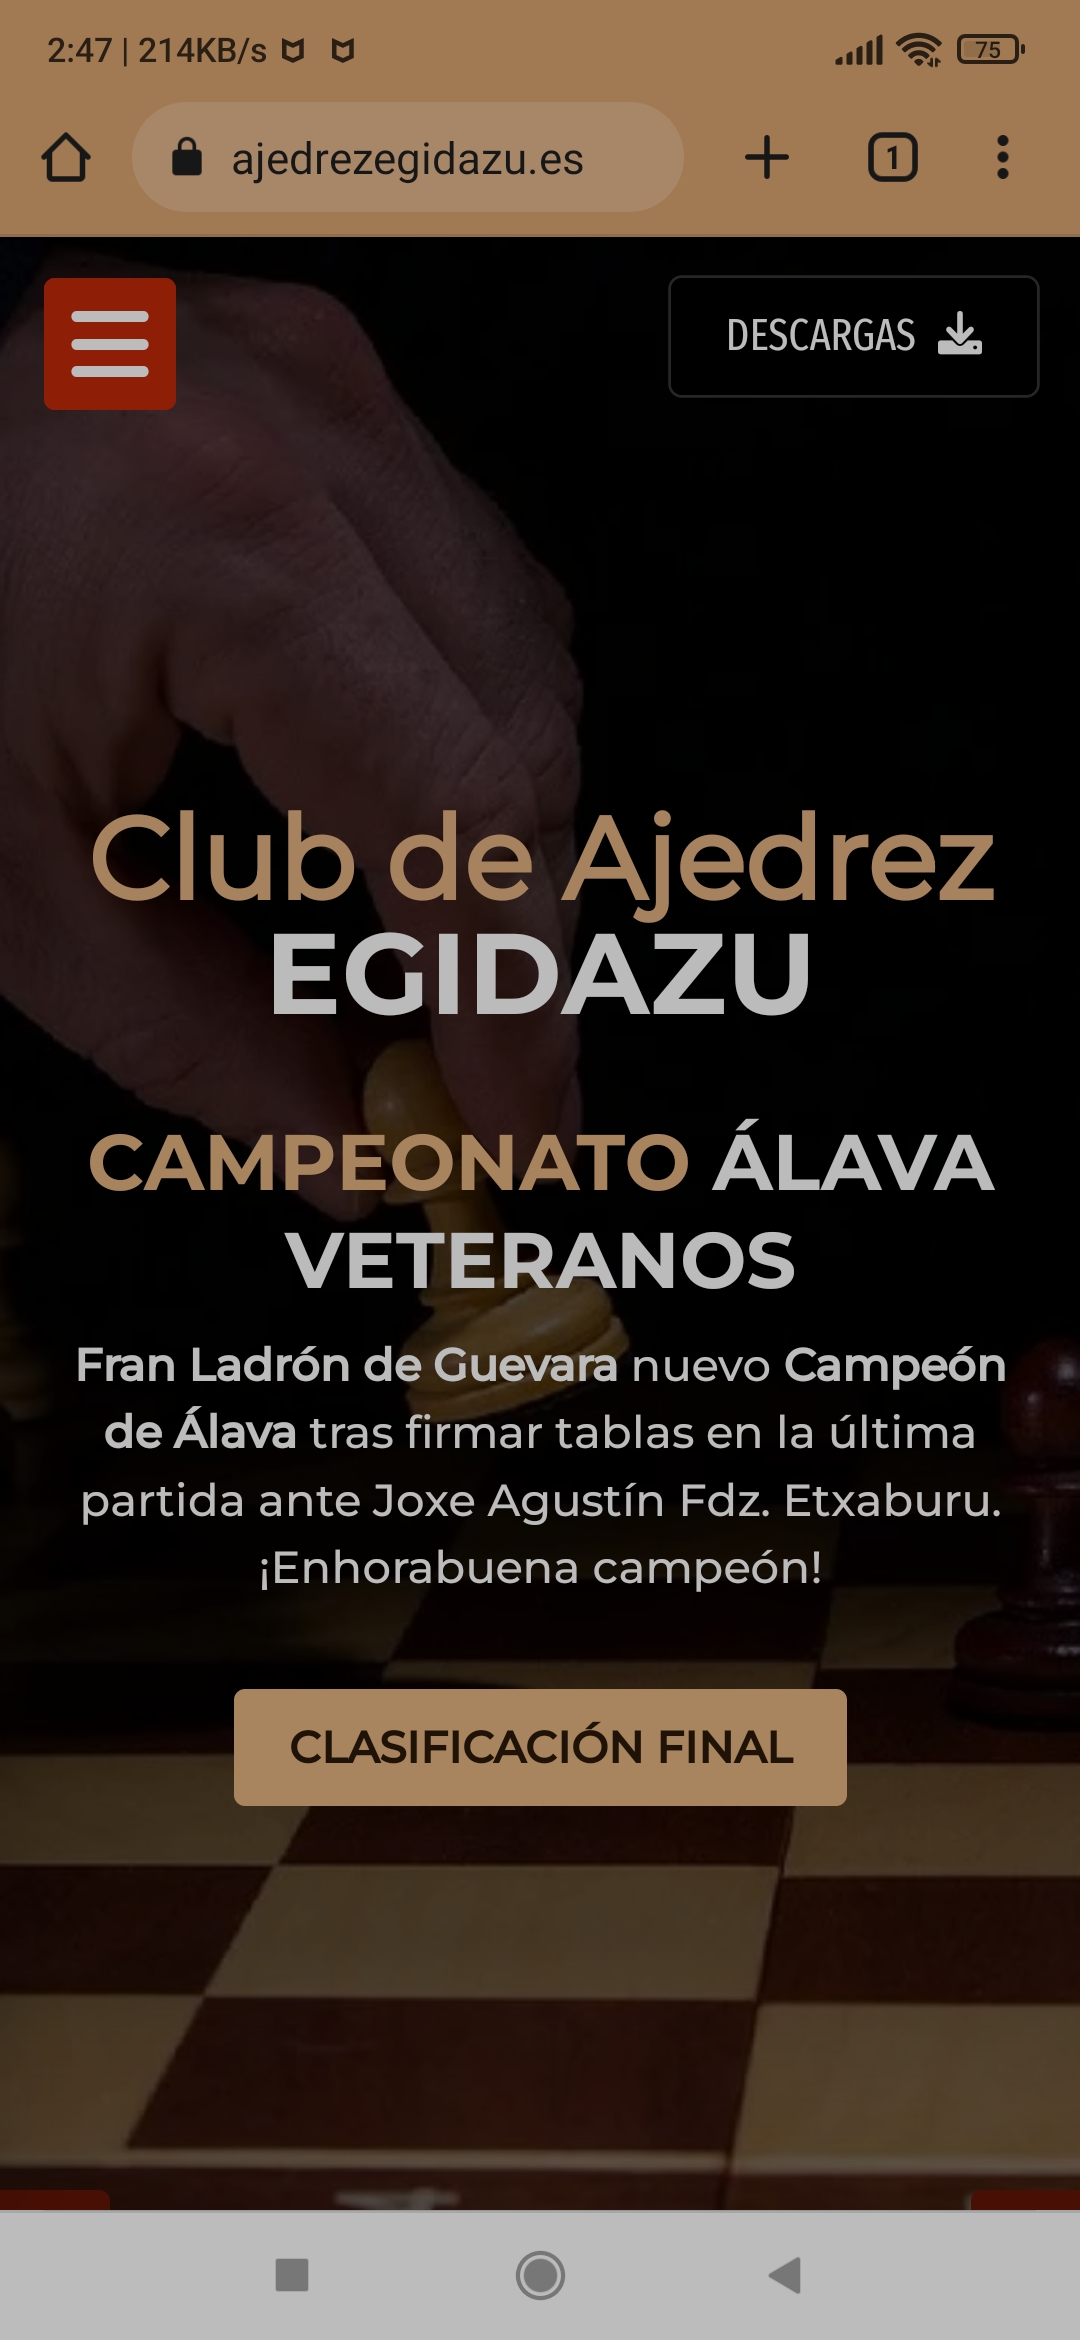 2:47 | 214KB/s
75
ajedrezegidazu.es
1
DESCARGAS
Club de Ajedrez
EGIDAZU
CAMPEONATO ÁLAVA
VETERANOS
Fran Ladrón de Guevara nuevo Campeón
de Álava tras firmar tablas en la última
partida ante Joxe Agustín Fdz. Etxaburu.
¡Enhorabuena campeón!
CLASIFICACIÓN FINAL